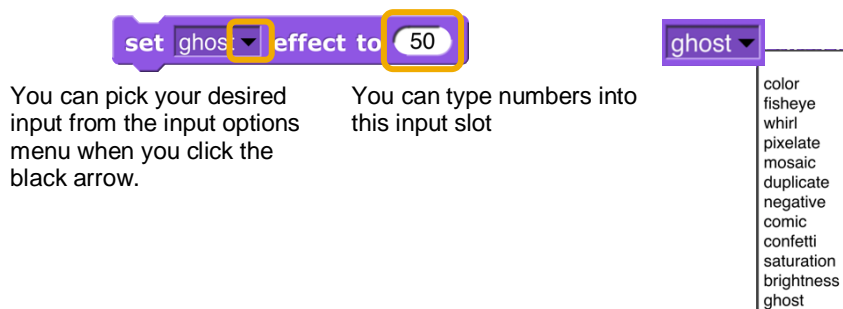 set ghost effect to 50
ghost
You can pick your desired
input from the input options
menu when you click the
black arrow.
You can type numbers into
this input slot
color
fisheye
whirl
pixelate
mosaic
duplicate
negative
comic
confetti
saturation
brightness
ghost